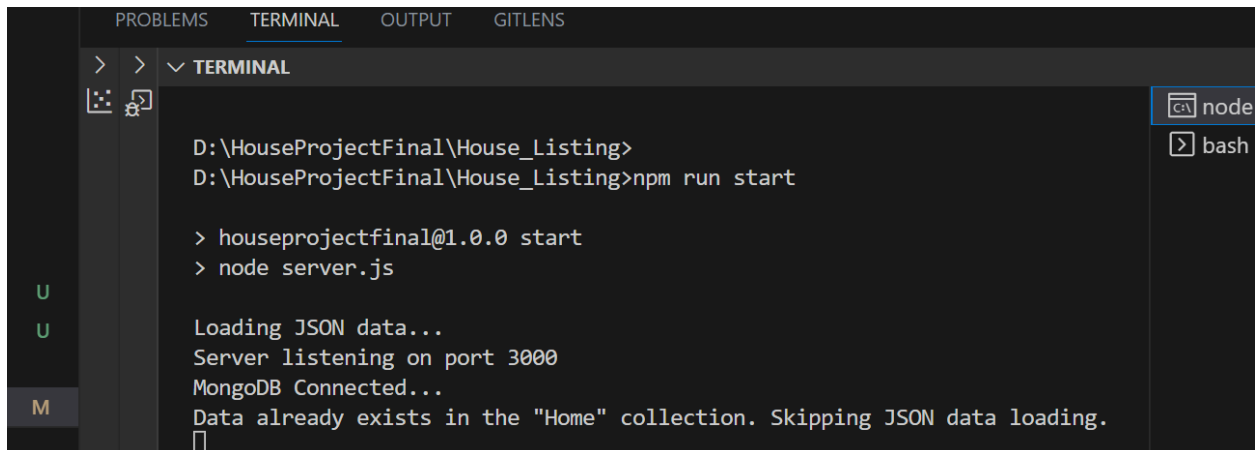 PROBLEMS TERMINAL OUTPUT GITLENS
TERMINAL
node
bash
D:\HouseProjectFinal\House_Listing>
D:\HouseProjectFinal\House_Listing>npm run start
> houseprojectfinal@1.0.0 start
> node server.js
U
U
Loading JSON data...
Server listening on port 3000
MongoDB Connected...
M
Data already exists in the "Home" collection. Skipping JSON data loading.